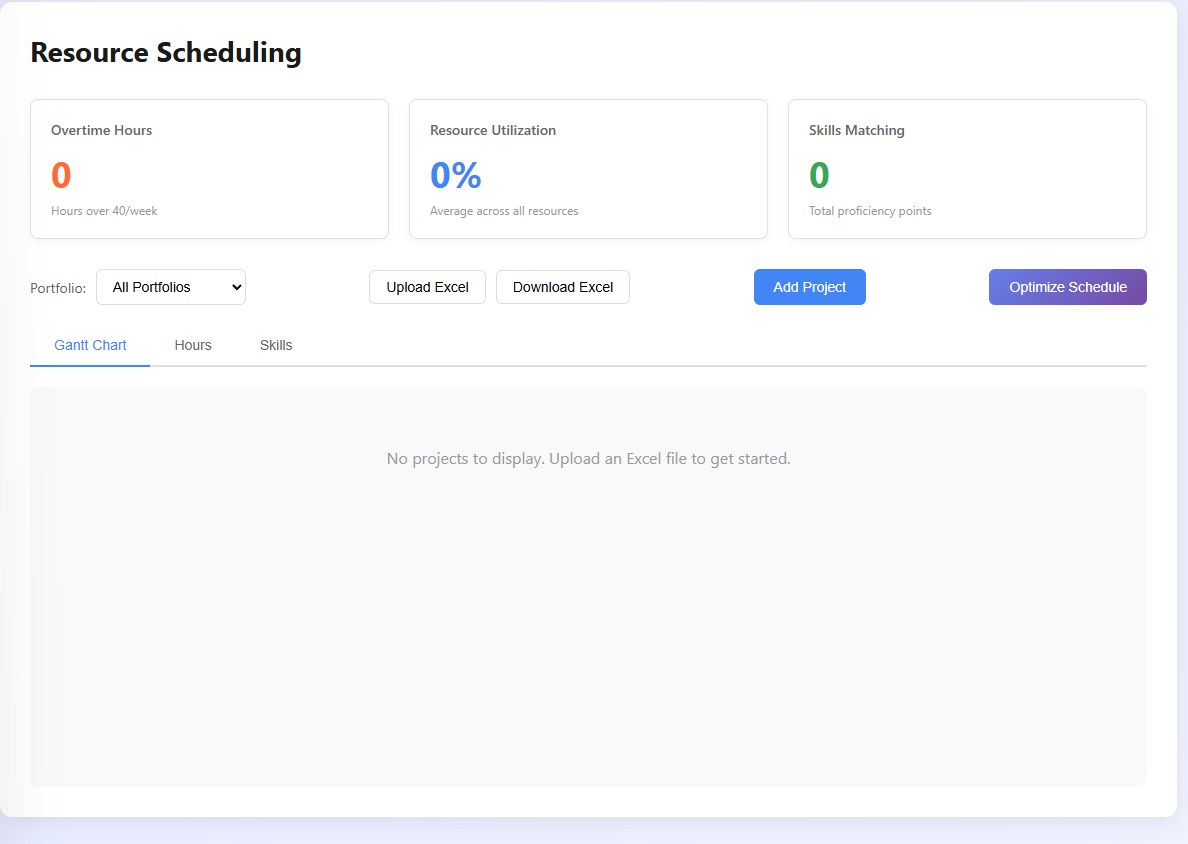 Resource Scheduling
Overtime Hours
0
Hours over 40/week
Resource Utilization
0%
Average across all resources
Skills Matching
0
Total proficiency points
Portfolio: All Portfolios Upload Excel Download Excel Add Project Optimize Schedule
Gantt Chart Hours Skills
No projects to display. Upload an Excel file to get started.